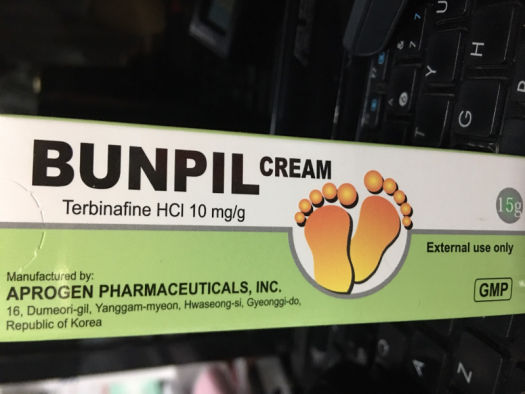 BUNPIL CREAM
Terbinafine HCl 10 mg/g
15g
External use only
GMP
Manufactured by:
APROGEN PHARMACEUTICALS, INC.
16, Dumeori-gil, Yanggam-myeon, Hwaseong-si, Gyeonggi-do,
Republic of Korea
U
Y
H
T
G
B
A
Z